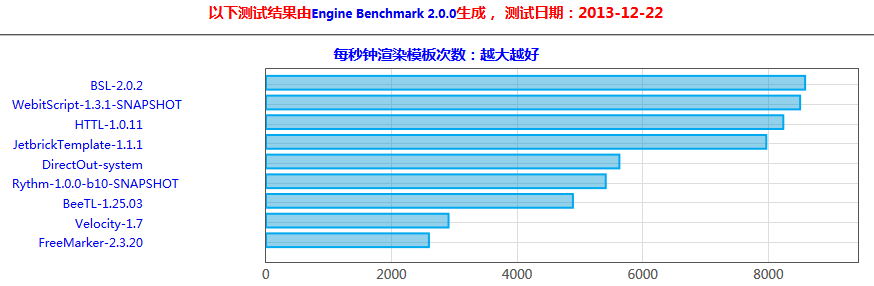 以下测试结果由Engine Benchmark 2.0.0生成， 测试日期：2013-12-22
每秒钟渲染模板次数：越大越好
BSL-2.0.2
WebitScript-1.3.1-SNAPSHOT
HTTL-1.0.11
JetbrickTemplate-1.1.1
DirectOut-system
Rythm-1.0.0-b10-SNAPSHOT
BeeTL-1.25.03
Velocity-1.7
FreeMarker-2.3.20
0 2000 4000 6000 8000